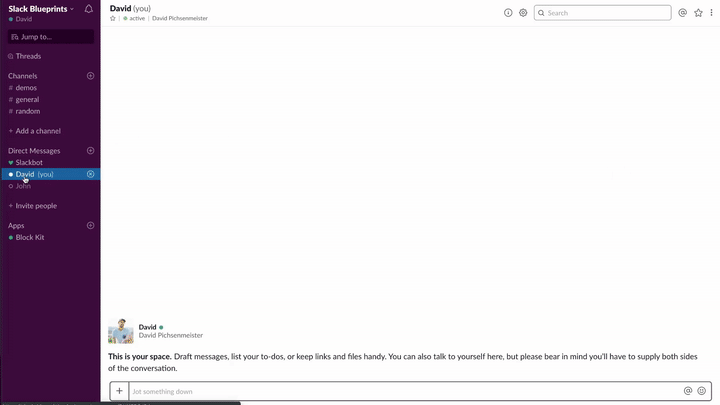 Slack Blueprints
David
Jump to...
Threads
Channels
# demos
# general
# random
+ Add a channel
Direct Messages
Slackbot
David (you)
John
+ Invite people
Apps
Block Kit
David (you)
active | David Pichsenmeister
Search
David
David Pichsenmeister
This is your space. Draft messages, list your to-dos, or keep links and files handy. You can also talk to yourself here, but please bear in mind you'll have to supply both sides
of the conversation.
Jot something down